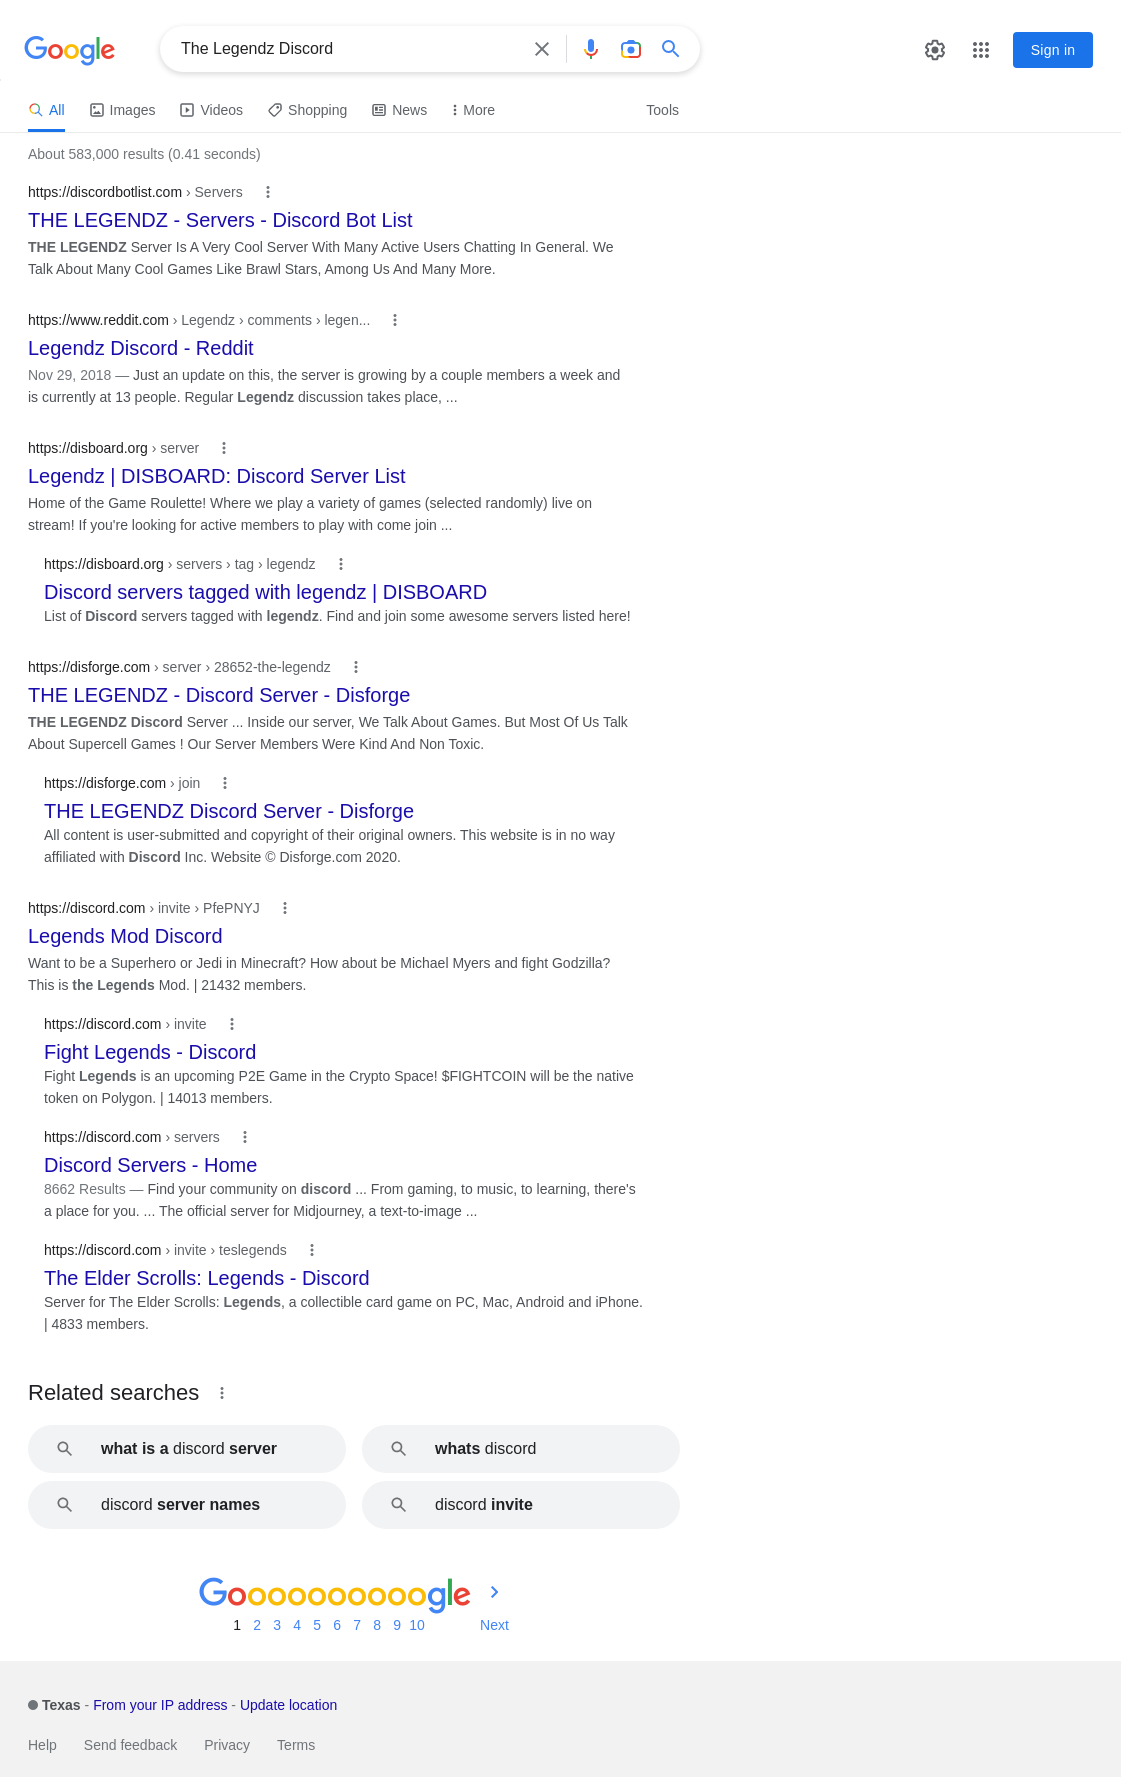 Google
The Legendz Discord
Sign in
All
Images
Videos
Shopping
News
More
Tools
About 583,000 results (0.41 seconds)
https://discordbotlist.com › Servers
THE LEGENDZ - Servers - Discord Bot List
THE LEGENDZ Server Is A Very Cool Server With Many Active Users Chatting In General. We
Talk About Many Cool Games Like Brawl Stars, Among Us And Many More.
https://www.reddit.com › Legendz › comments › legen...
Legendz Discord - Reddit
Nov 29, 2018 — Just an update on this, the server is growing by a couple members a week and
is currently at 13 people. Regular Legendz discussion takes place, ...
https://disboard.org › server
Legendz | DISBOARD: Discord Server List
Home of the Game Roulette! Where we play a variety of games (selected randomly) live on
stream! If you're looking for active members to play with come join ...
https://disboard.org › servers › tag › legendz
Discord servers tagged with legendz | DISBOARD
List of Discord servers tagged with legendz. Find and join some awesome servers listed here!
https://disforge.com › server › 28652-the-legendz
THE LEGENDZ - Discord Server - Disforge
THE LEGENDZ Discord Server ... Inside our server, We Talk About Games. But Most Of Us Talk
About Supercell Games ! Our Server Members Were Kind And Non Toxic.
https://disforge.com › join
THE LEGENDZ Discord Server - Disforge
All content is user-submitted and copyright of their original owners. This website is in no way
affiliated with Discord Inc. Website © Disforge.com 2020.
https://discord.com › invite › PfePNYJ
Legends Mod Discord
Want to be a Superhero or Jedi in Minecraft? How about be Michael Myers and fight Godzilla?
This is the Legends Mod. | 21432 members.
https://discord.com › invite
Fight Legends - Discord
Fight Legends is an upcoming P2E Game in the Crypto Space! $FIGHTCOIN will be the native
token on Polygon. | 14013 members.
https://discord.com › servers
Discord Servers - Home
8662 Results — Find your community on discord ... From gaming, to music, to learning, there's
a place for you. ... The official server for Midjourney, a text-to-image ...
https://discord.com › invite › teslegends
The Elder Scrolls: Legends - Discord
Server for The Elder Scrolls: Legends, a collectible card game on PC, Mac, Android and iPhone.
| 4833 members.
Related searches
what is a discord server
whats discord
discord server names
discord invite
Goooooooooogle
1 2 3 4 5 6 7 8 9 10 Next
Texas - From your IP address - Update location
Help Send feedback Privacy Terms